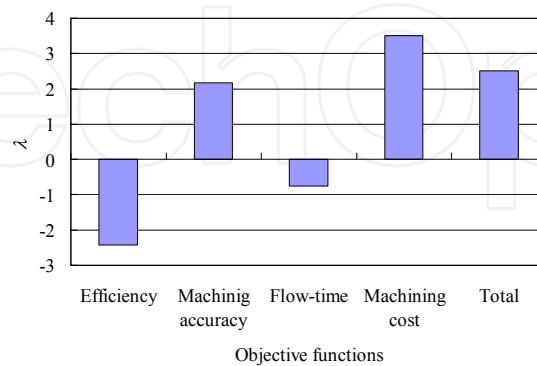 4
3
2
1
0
-1
-2
-3
λ
Efficiency Machinig Flow-time Machining Total
accuracy cost
Objective functions